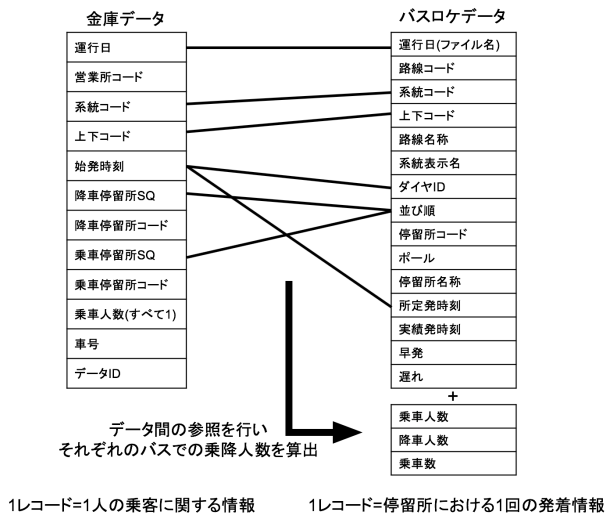 金庫データ
運行日
営業所コード
系統コード
上下コード
始発時刻
降車停留所SQ
降車停留所コード
乗車停留所SQ
乗車停留所コード
乗車人数(すべて1)
車号
データID
バスロケデータ
運行日(ファイル名)
路線コード
系統コード
上下コード
路線名称
系統表示名
ダイヤID
並び順
停留所コード
ポール
停留所名称
所定発時刻
実績発時刻
早発
遅れ
+
乗車人数
降車人数
乗車数
データ間の参照を行い
それぞれのバスでの乗降人数を算出
1レコード=1人の乗客に関する情報
1レコード=停留所における1回の発着情報